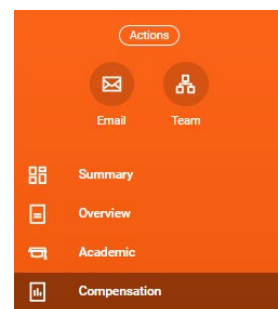 Actions
Email Team
Summary
Overview
Academic
Compensation